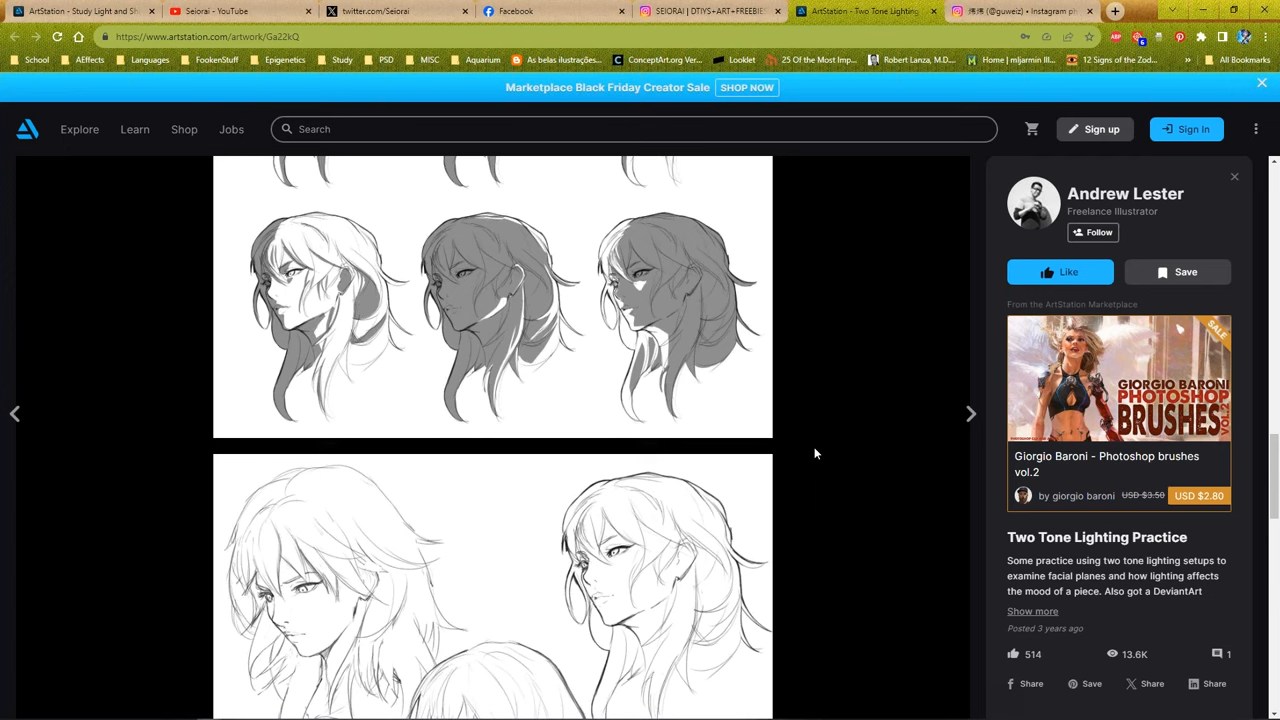 ArtStation - Study Light and Sh
Seiorai - YouTube
twitter.com/Seiorai
Facebook
SEIORAI | DTIYS+ART+FREEBIES
ArtStation - Two Tone Lighting
(@guweiz) • Instagram ph
https://www.artstation.com/artwork/Ga22kQ
6
School AEffects Languages FookenStuff Epigenetics Study PSD MISC Aquarium As belas ilustrações... ConceptArt.org Ver... Looklet 25 Of the Most Imp... Robert Lanza, M.D.... Home | mljarmin Ill... 12 Signs of the Zod... » All Bookmarks
Marketplace Black Friday Creator Sale SHOP NOW
Explore Learn Shop Jobs Search Sign up Sign In
Andrew Lester
Freelance Illustrator
Follow
Like Save
From the ArtStation Marketplace
SALE
GIORGIO BARONI
PHOTOSHOP
BRUSHES
VOL.2
Giorgio Baroni - Photoshop brushes
vol.2
by giorgio baroni USD $3.50 USD $2.80
Two Tone Lighting Practice
Some practice using two tone lighting setups to
examine facial planes and how lighting affects
the mood of a piece. Also got a DeviantArt
Show more
Posted 3 years ago
514 13.6K 1
Share Save Share Share